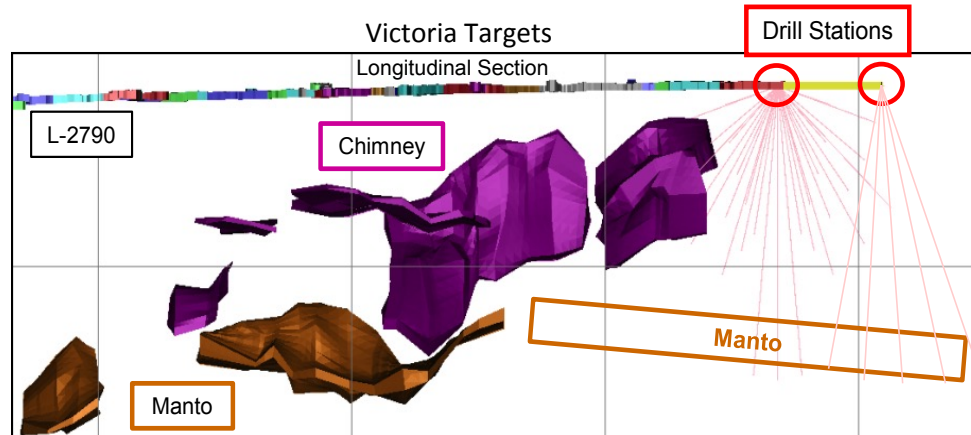 Victoria Targets
Drill Stations
Longitudinal Section
L-2790
Chimney
Manto
Manto